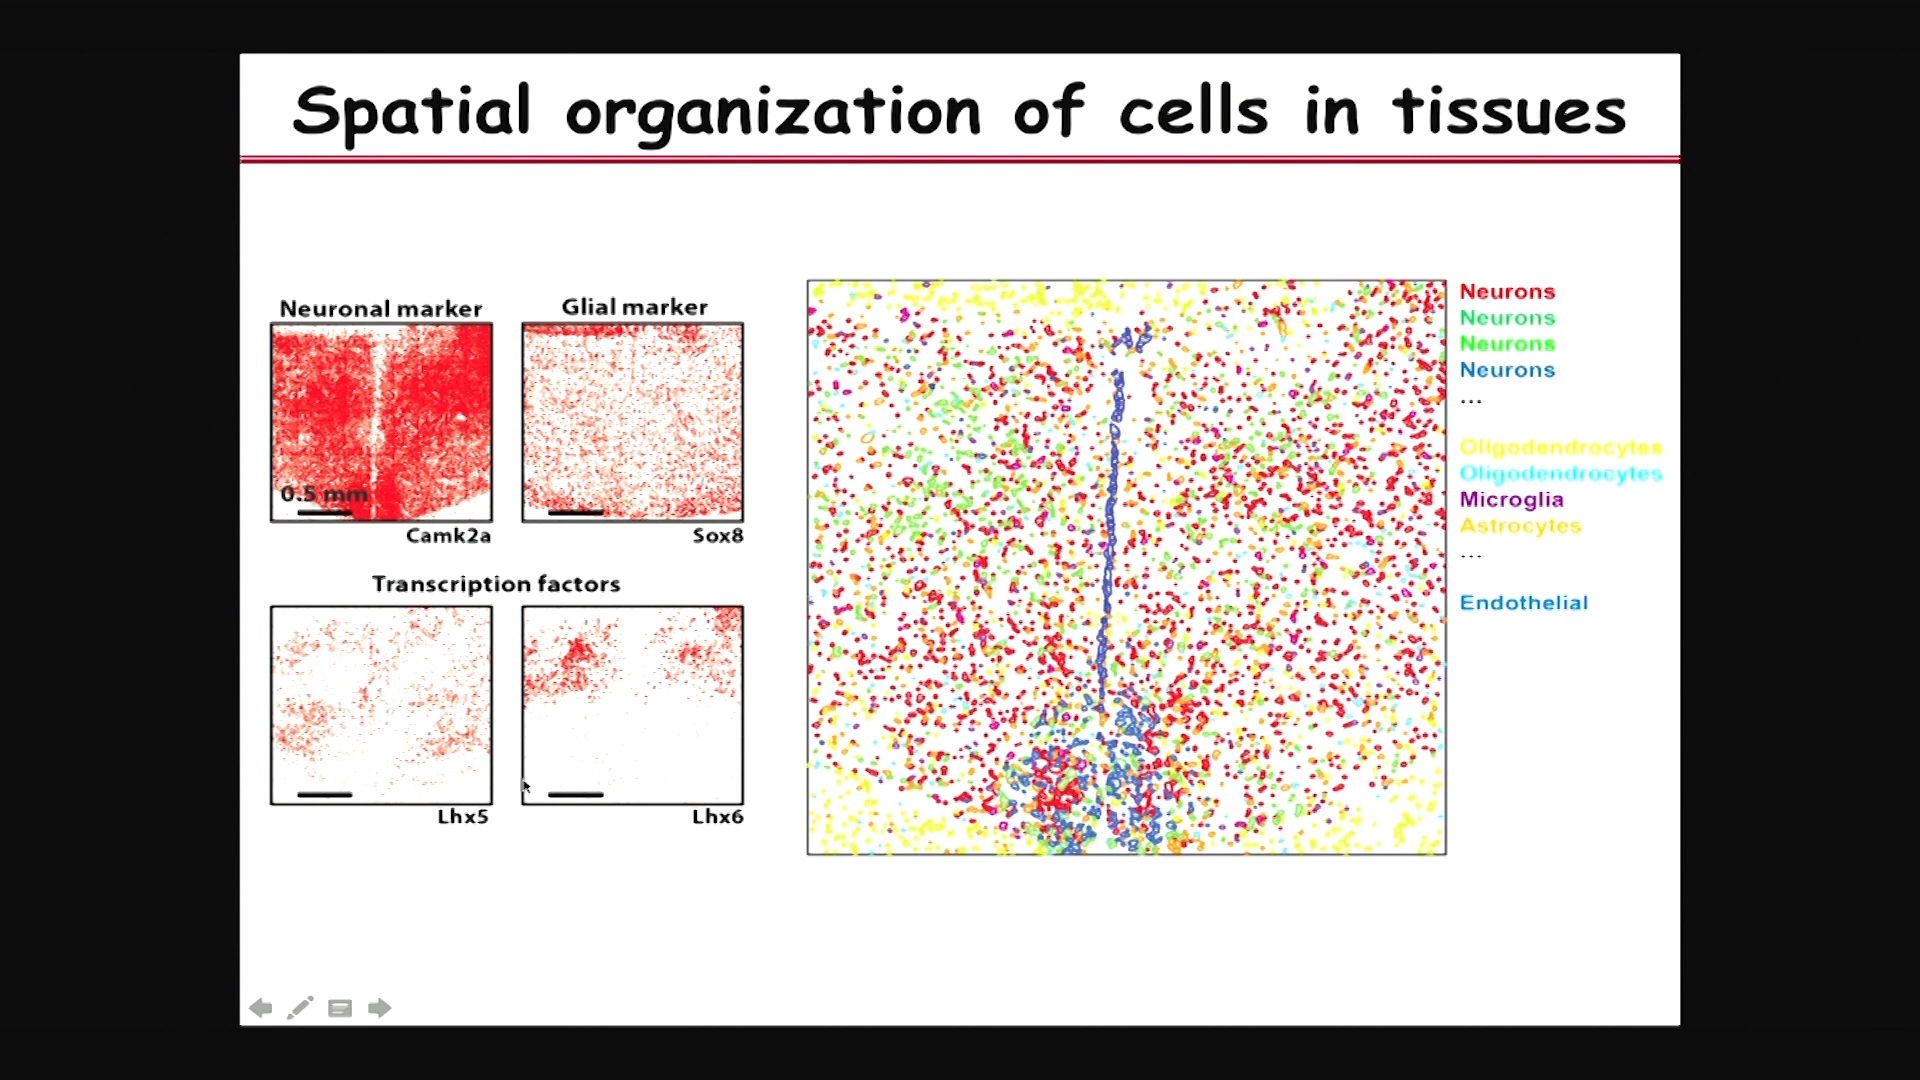 Spatial organization of cells in tissues
Neuronal marker
Glial marker
0.5 mm
Camk2a
Sox8
Transcription factors
Lhx5
Lhx6
Neurons
Neurons
Neurons
Neurons
...
Oligodendrocytes
Oligodendrocytes
Microglia
Astrocytes
...
Endothelial